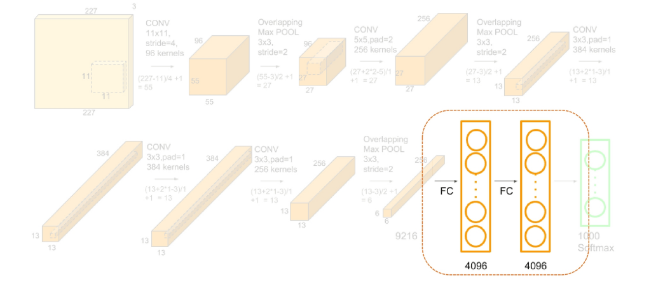 227
3
CONV
11x11,
stride=4,
96 kernels
(227-11)/4 +1
= 55
11
11
227
96
55
55
Overlapping
Max POOL
3x3,
stride=2
(55-3)/2 +1
= 27
96
27
27
CONV
5x5,pad=2
256 kernels
(27+2*2-5)/1
+1 = 27
256
27
27
Overlapping
Max POOL
3x3,
stride=2
(27-3)/2 +1
= 13
256
13
13
CONV
3x3,pad=1
384 kernels
(13+2*1-3)/1
+1 = 13
384
13
13
CONV
3x3,pad=1
384 kernels
(13+2*1-3)/1
+1 = 13
384
13
13
CONV
3x3,pad=1
256 kernels
(13+2*1-3)/1
+1 = 13
256
13
13
Overlapping
Max POOL
3x3,
stride=2
(13-3)/2 +1
= 6
256
6
6
9216
FC
4096
FC
4096
1000
Softmax